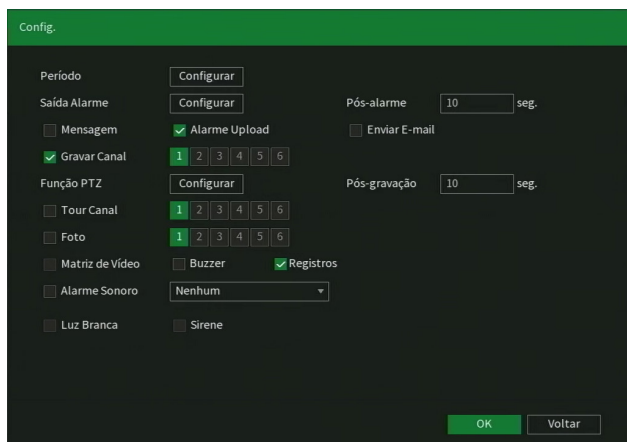 Config.
Período Configurar
Saída Alarme Configurar Pós-alarme 10 seg.
Mensagem Alarme Upload Enviar E-mail
Gravar Canal 1 2 3 4 5 6
Função PTZ Configurar Pós-gravação 10 seg.
Tour Canal 1 2 3 4 5 6
Foto 1 2 3 4 5 6
Matriz de Vídeo Buzzer Registros
Alarme Sonoro Nenhum
Luz Branca Sirene
OK Voltar